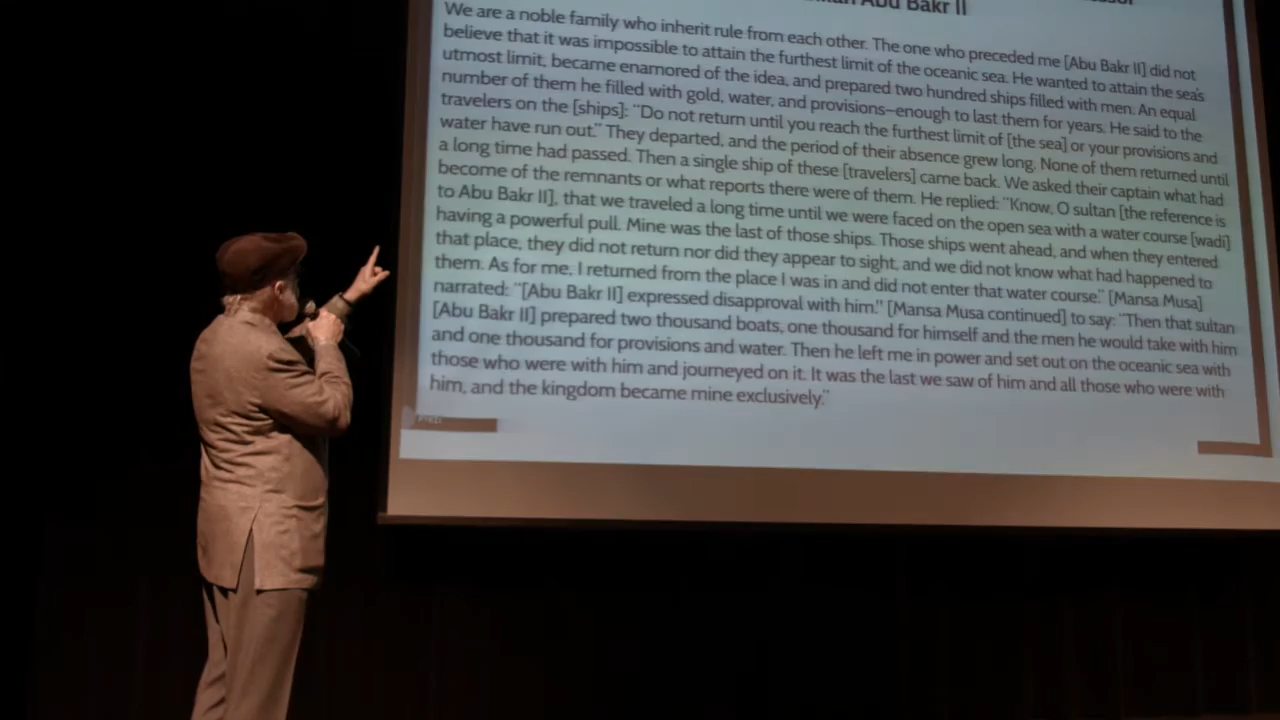 Abu Bakr II
We are a noble family who inherit rule from each other. The one who preceded me [Abu Bakr II] did not
believe that it was impossible to attain the furthest limit of the oceanic sea. He wanted to attain the sea's
utmost limit, became enamored of the idea, and prepared two hundred ships filled with men. An equal
number of them he filled with gold, water, and provisions—enough to last them for years. He said to the
travelers on the [ships]: "Do not return until you reach the furthest limit of [the sea] or your provisions and
water have run out." They departed, and the period of their absence grew long. None of them returned until
a long time had passed. Then a single ship of these [travelers] came back. We asked their captain what had
become of the remnants or what reports there were of them. He replied: "Know, O sultan [the reference is
to Abu Bakr II], that we traveled a long time until we were faced on the open sea with a water course [wadi]
having a powerful pull. Mine was the last of those ships. Those ships went ahead, and when they entered
that place, they did not return nor did they appear to sight, and we did not know what had happened to
them. As for me, I returned from the place I was in and did not enter that water course." [Mansa Musa]
narrated: "[Abu Bakr II] expressed disapproval with him." [Mansa Musa continued] to say: "Then that sultan
[Abu Bakr II] prepared two thousand boats, one thousand for himself and the men he would take with him
and one thousand for provisions and water. Then he left me in power and set out on the oceanic sea with
those who were with him and journeyed on it. It was the last we saw of him and all those who were with
him, and the kingdom became mine exclusively."